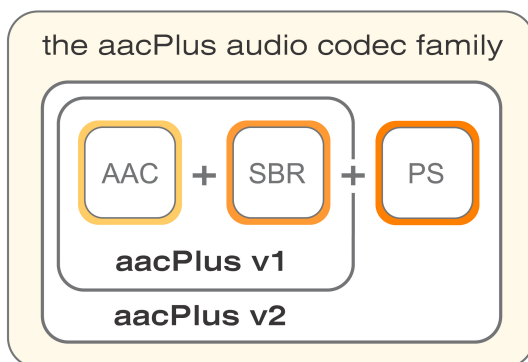 the aacPlus audio codec family
AAC + SBR + PS
aacPlus v1
aacPlus v2